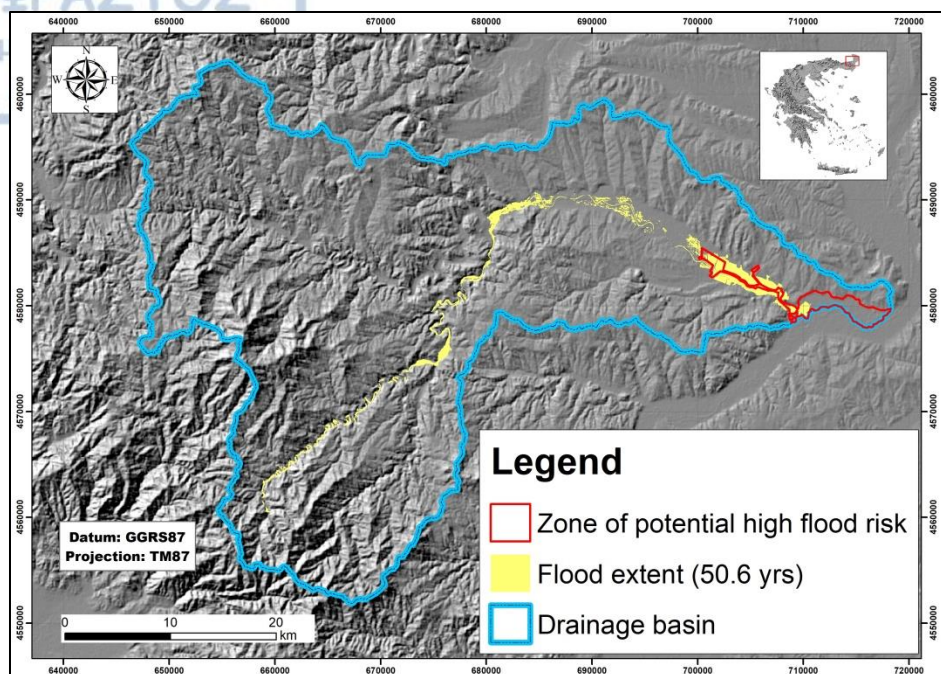 640000 650000 660000 670000 680000 690000 700000 710000 720000
N
W E
S
4600000 4600000
4590000 4590000
4580000 4580000
4570000 4570000
4560000 4560000
4550000 4550000
Datum: GGRS87
Projection: TM87
0 10 20
km
Legend
Zone of potential high flood risk
Flood extent (50.6 yrs)
Drainage basin
640000 650000 660000 670000 680000 690000 700000 710000 720000